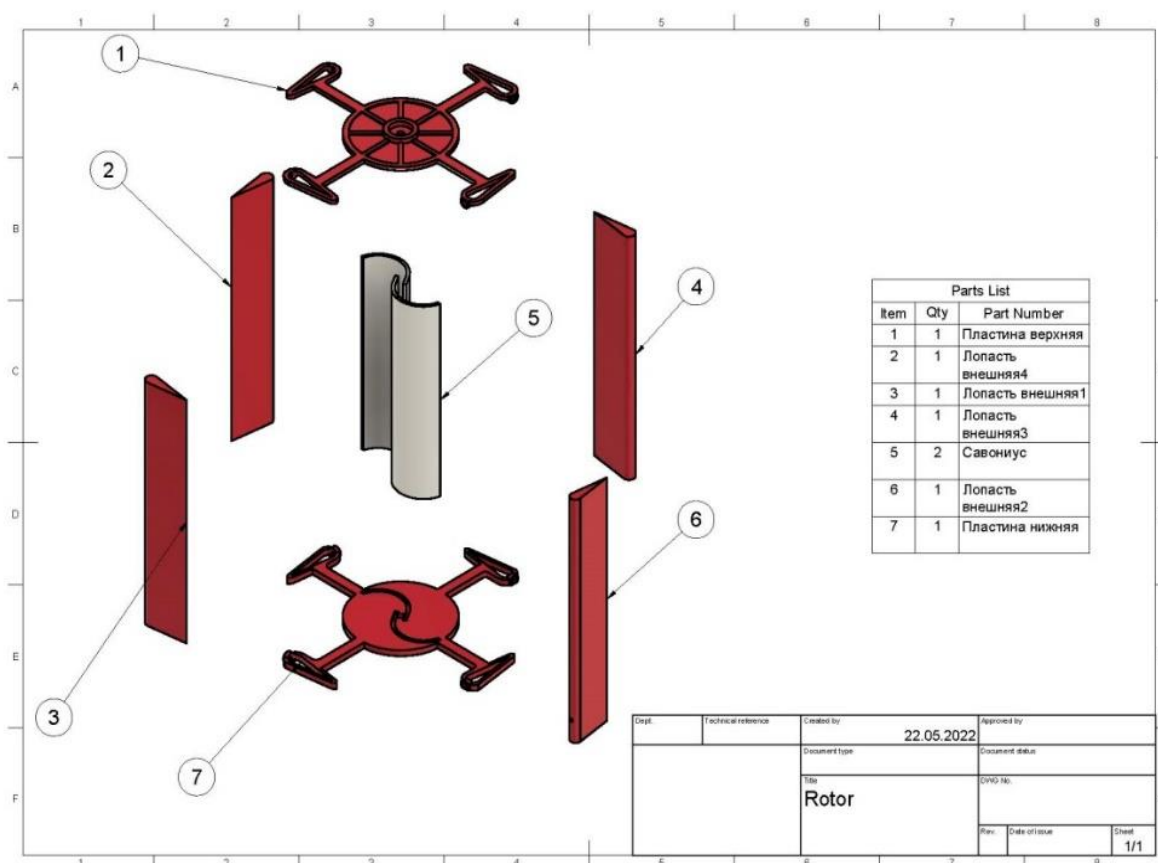 1 2 3 4 5 6 7 8
A
B
C
D
E
F
1
2
3
4
5
6
7
Parts List
Item Qty Part Number
1 1 Пластина верхняя
2 1 Лопасть
внешняя4
3 1 Лопасть внешняя1
4 1 Лопасть
внешняя3
5 2 Савониус
6 1 Лопасть
внешняя2
7 1 Пластина нижняя
Dept. Technical reference Created by Approved by
22.05.2022
Document type Document status
Title DWG No.
Rotor
Rev. Date of issue Sheet
1/1